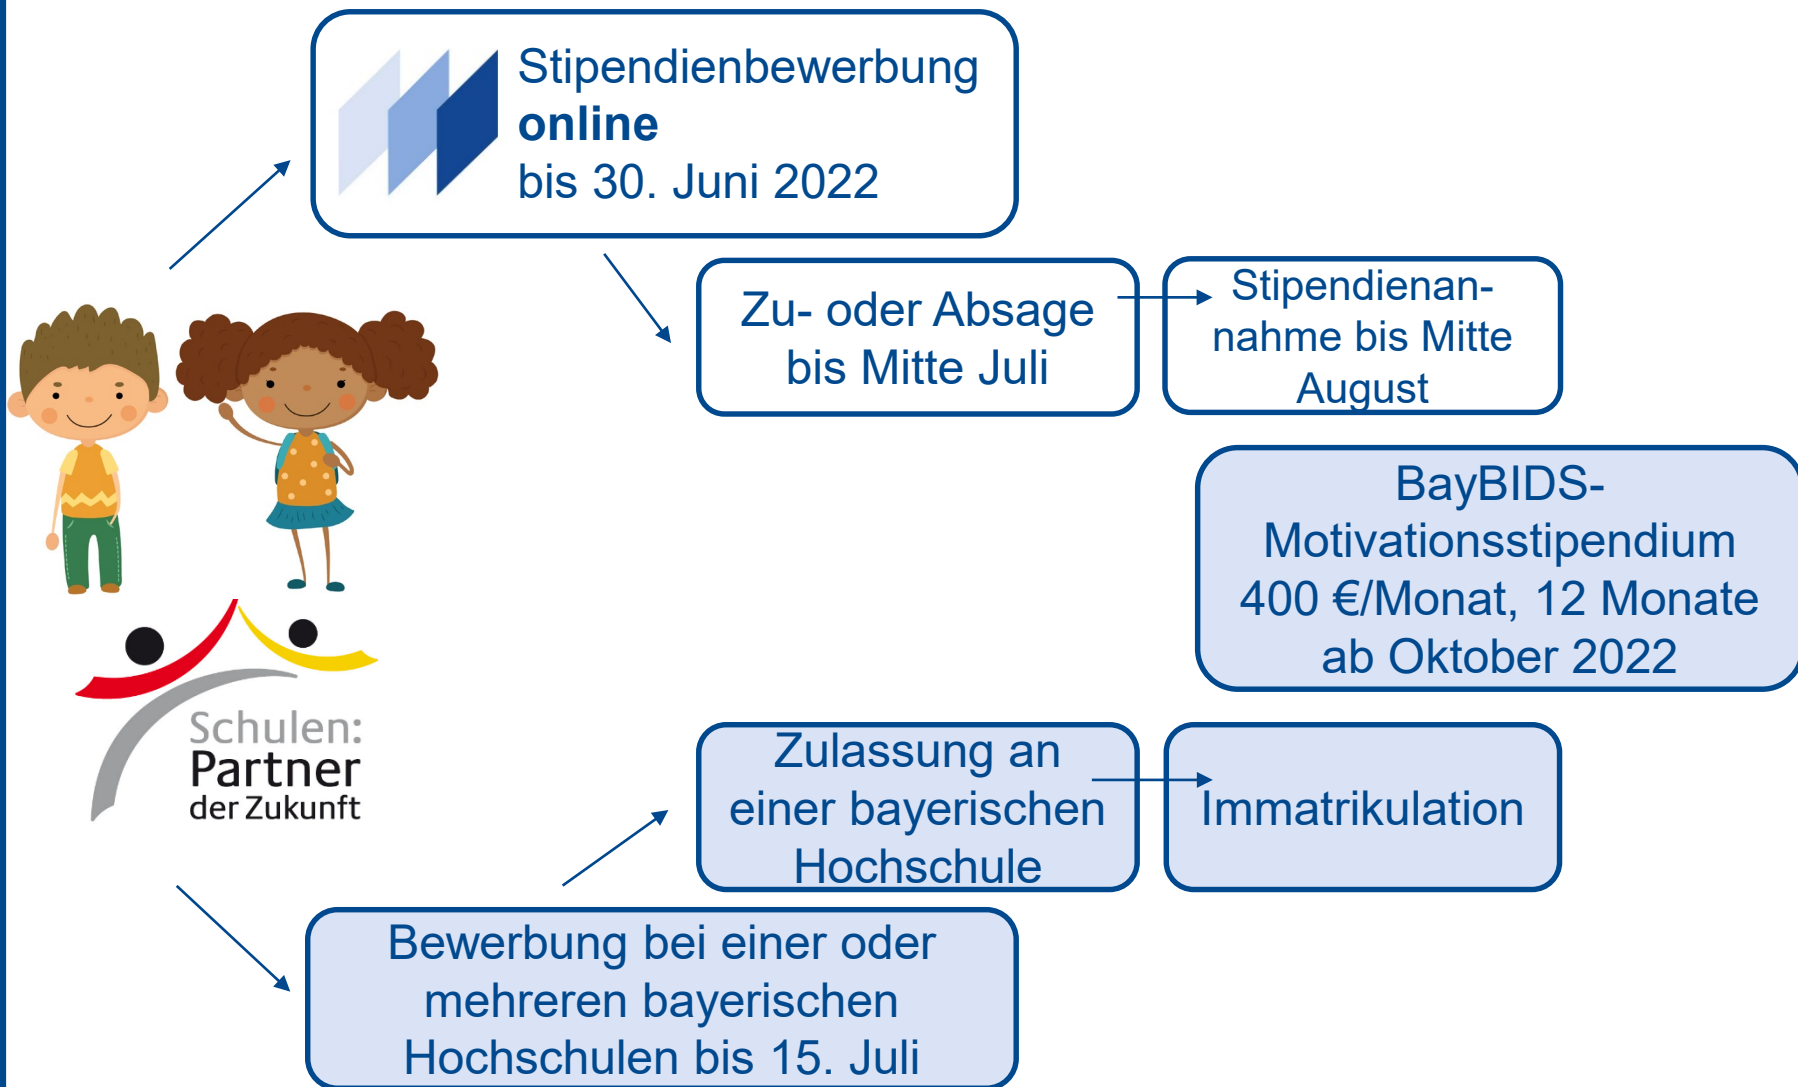 Stipendienbewerbung
online
bis 30. Juni 2022
Zu- oder Absage
bis Mitte Juli
Stipendienan-
nahme bis Mitte
August
BayBIDS-
Motivationsstipendium
400 €/Monat, 12 Monate
ab Oktober 2022
Schulen:
Partner
der Zukunft
Zulassung an
einer bayerischen
Hochschule
Immatrikulation
Bewerbung bei einer oder
mehreren bayerischen
Hochschulen bis 15. Juli